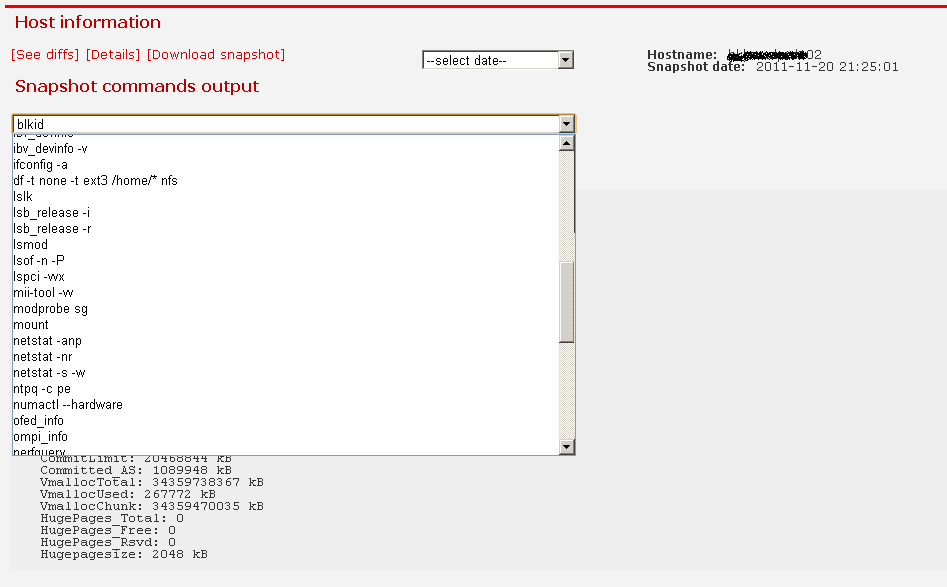 Host information
[See diffs] [Details] [Download snapshot]
--select date--
Hostname: 02
Snapshot date: 2011-11-20 21:25:01
Snapshot commands output
blkid
ibv_devinfo
ibv_devinfo -v
ifconfig -a
df -t none -t ext3 /home/* nfs
lslk
lsb_release -i
lsb_release -r
lsmod
lsof -n -P
lspci -vvx
mii-tool -vv
modprobe sg
mount
netstat -anp
netstat -nr
netstat -s -w
ntpq -c pe
numactl --hardware
ofed_info
ompi_info
perfquery
CommitLimit: 20468844 kB
Committed_AS: 1089948 kB
VmallocTotal: 34359738367 kB
VmallocUsed: 267772 kB
VmallocChunk: 34359470035 kB
HugePages_Total: 0
HugePages_Free: 0
HugePages_Rsvd: 0
Hugepagesize: 2048 kB